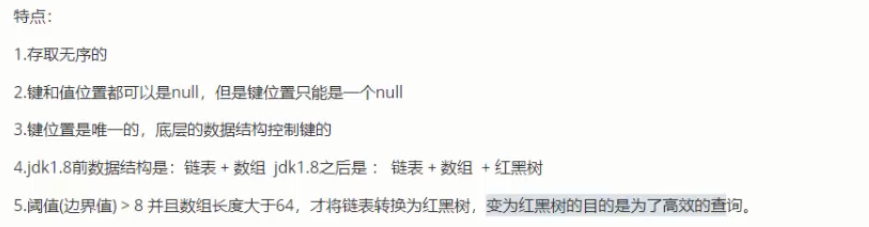 特点：
1.存取无序的
2.键和值位置都可以是null，但是键位置只能是一个null
3.键位置是唯一的，底层的数据结构控制键的
4.jdk1.8前数据结构是：链表 + 数组 jdk1.8之后是 ： 链表 + 数组 + 红黑树
5.阈值(边界值) > 8 并且数组长度大于64，才将链表转换为红黑树，变为红黑树的目的是为了高效的查询。